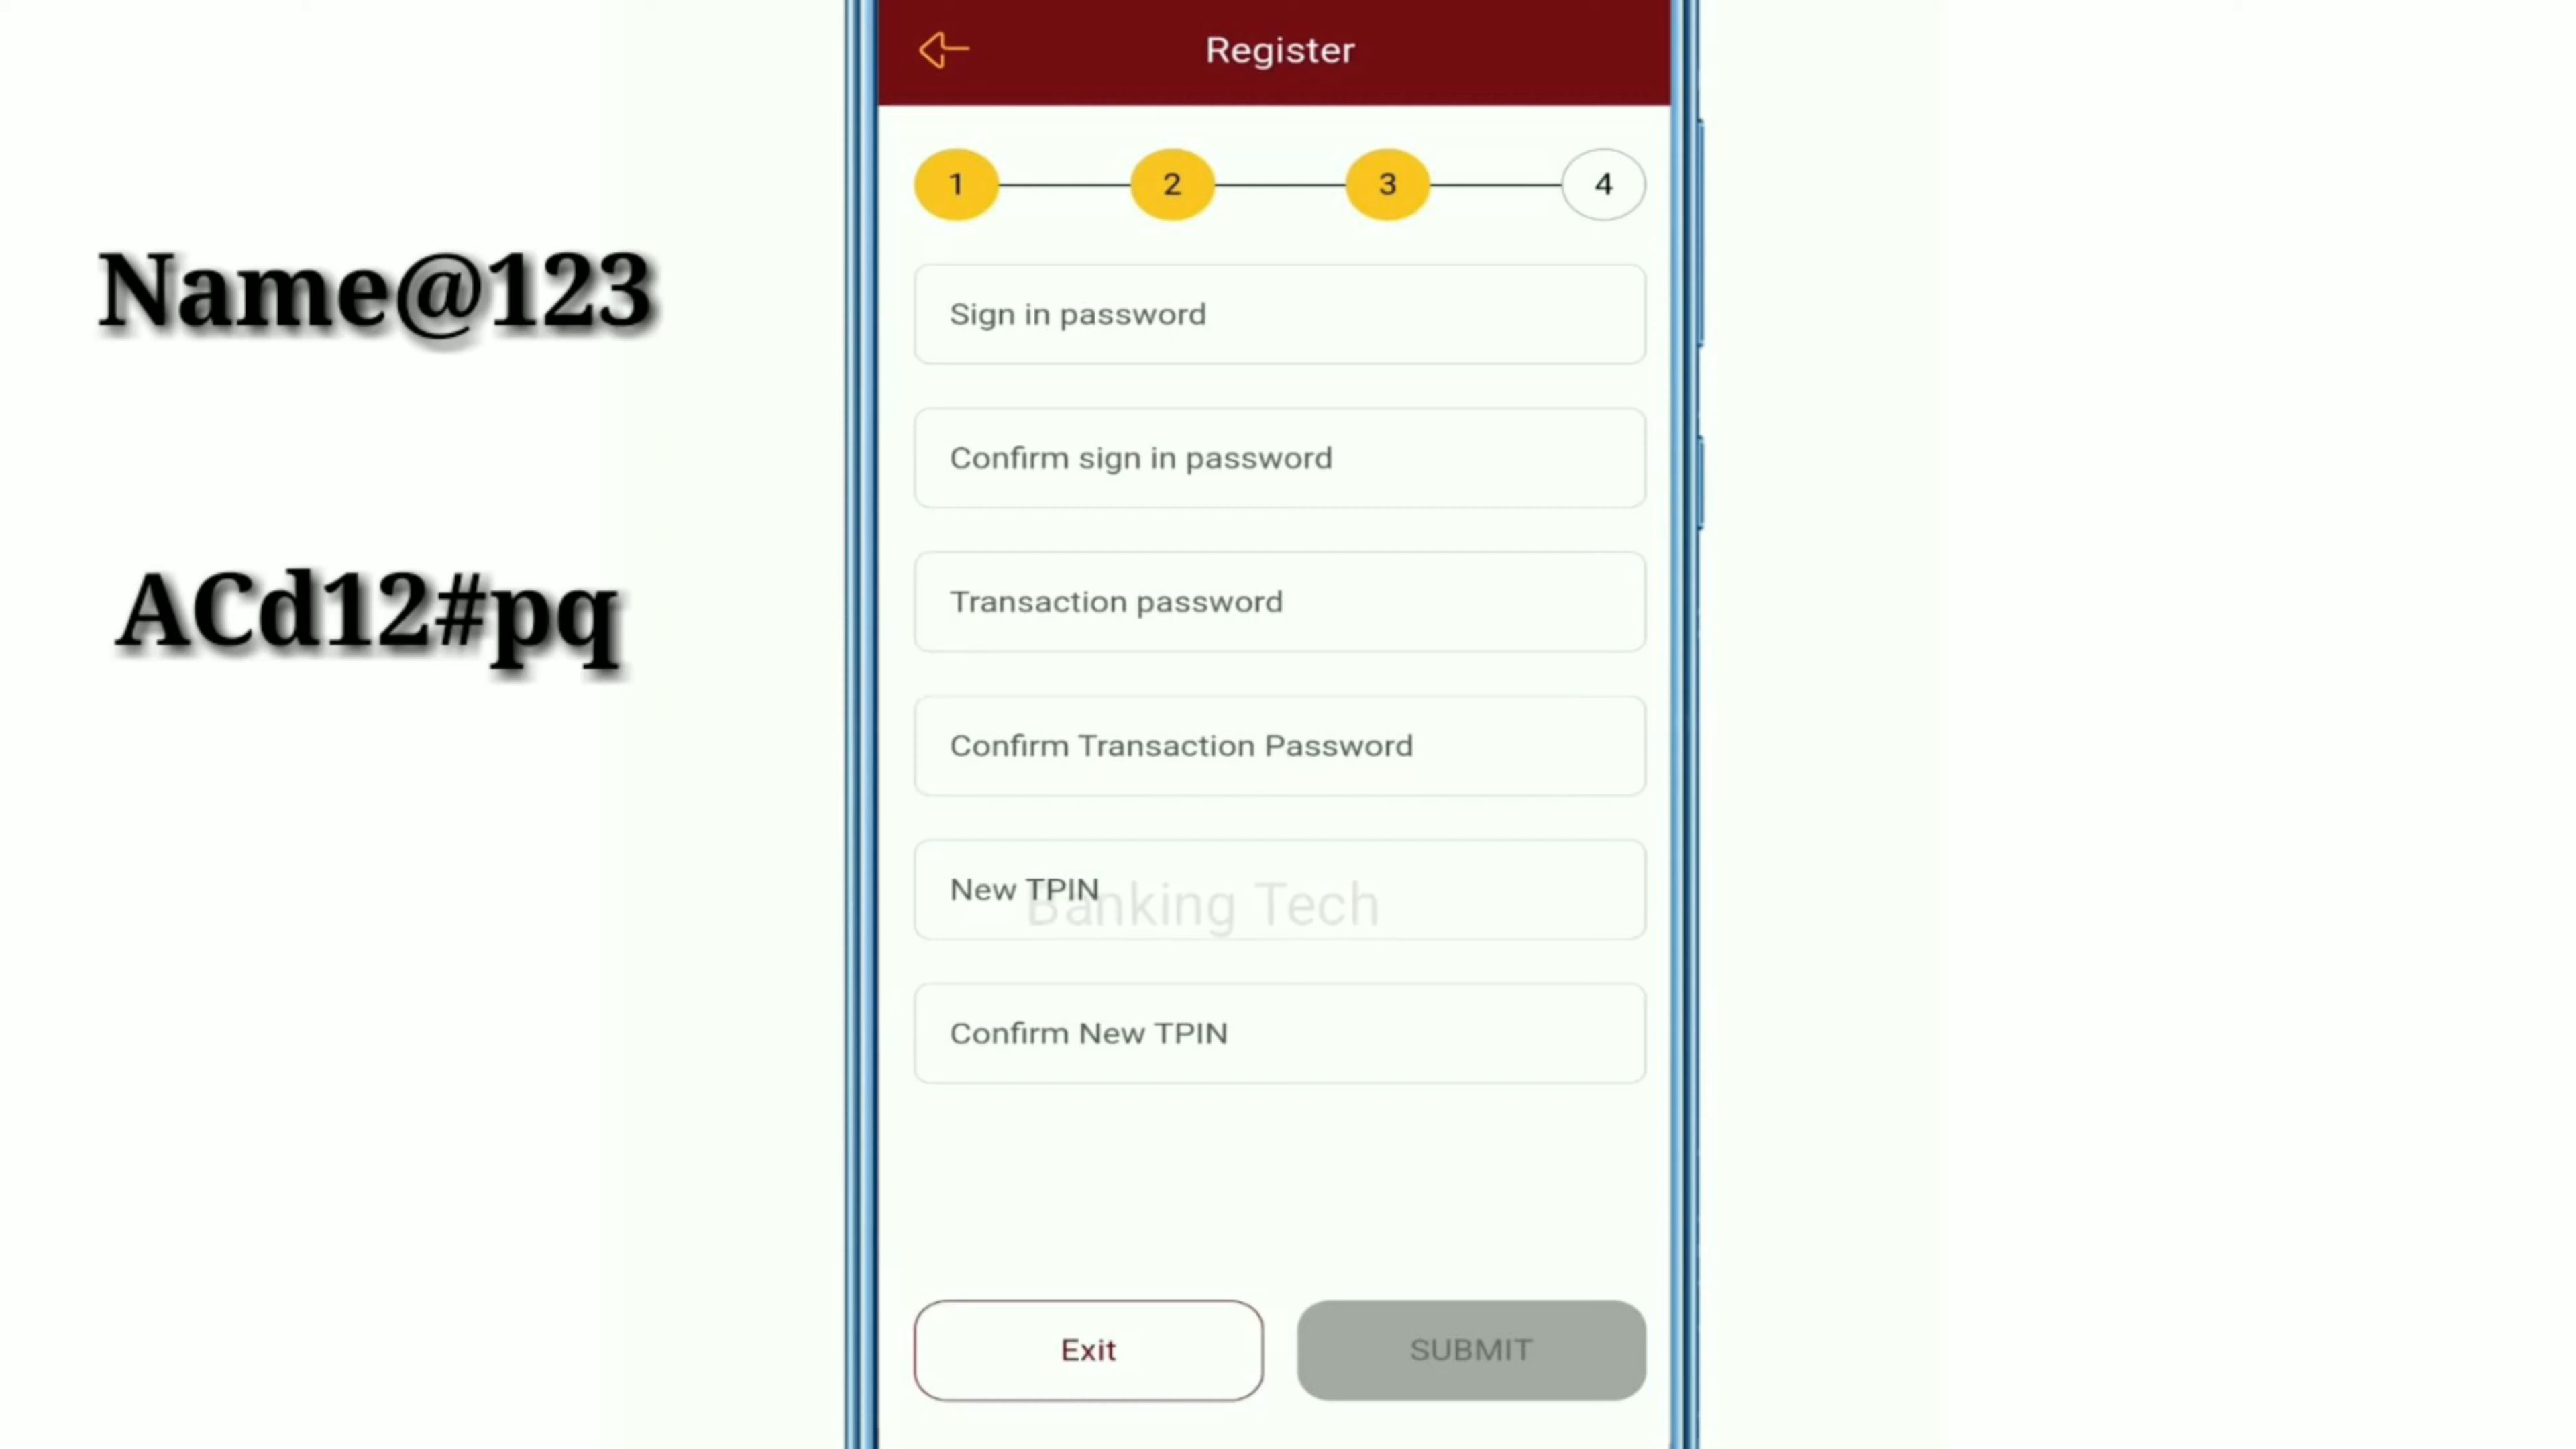 Register
1 2 3 4
Name@123
Sign in password
Confirm sign in password
ACd12#pq
Transaction password
Confirm Transaction Password
New TPIN
Banking Tech
Confirm New TPIN
Exit SUBMIT